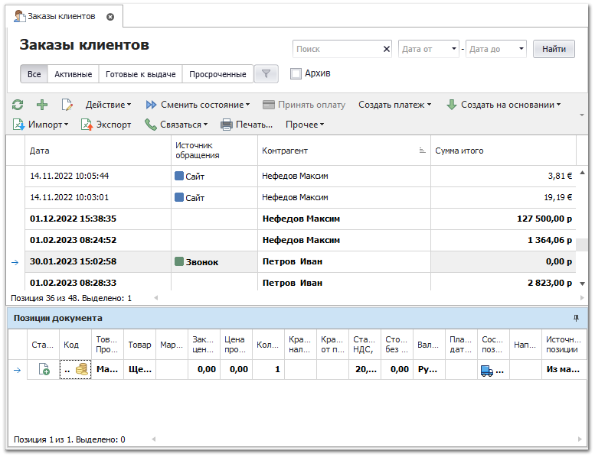 Заказы клиентов
Заказы клиентов
Поиск
Дата от
-
Дата до
Найти
Все Активные Готовые к выдаче Просроченные
Архив
Действие Сменить состояние Принять оплату Создать платеж Создать на основании
Импорт Экспорт Связаться Печать... Прочее
Дата Источник обращения Контрагент Сумма итого
14.11.2022 10:05:44 Сайт Нефедов Максим 3,81 €
14.11.2022 10:03:01 Сайт Нефедов Максим 19,19 €
01.12.2022 15:38:35 Нефедов Максим 127 500,00 р
01.02.2023 08:24:52 Нефедов Максим 1 364,06 р
30.01.2023 15:02:58 Звонок Петров Иван 0,00 р
01.02.2023 08:28:33 Петров Иван 2 823,00 р
Позиция 36 из 48. Выделено: 1
Позиции документа
Ста... Код Тов... Про... Товар Мар... Зак... цен... Цена про... Кол... Кра... нал... Кра... от п... Ста... НДС, Сто... без ... Вал... Пла... дат... Сос... поз... Нап... Источн... позиции
.. Ма... Ще... 0,00 0,00 1 20,... 0,00 Ру... ... Из ма...
Позиция 1 из 1. Выделено: 0